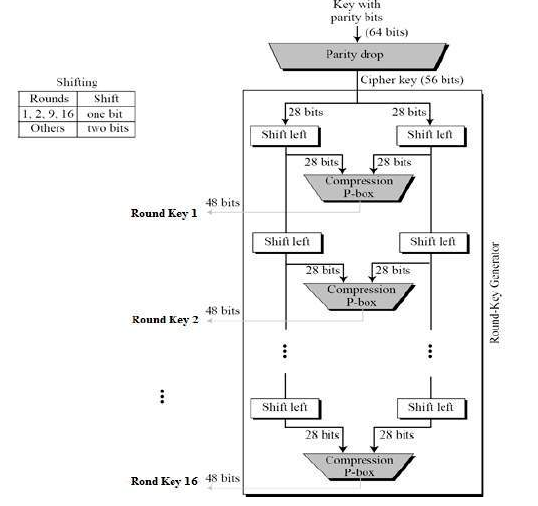 Key with
parity bits
(64 bits)
Parity drop
Cipher key (56 bits)
Shifting
Rounds Shift
1, 2, 9, 16 one bit
Others two bits
28 bits 28 bits
Shift left Shift left
28 bits 28 bits
Compression
P-box
48 bits
Round Key 1
Shift left Shift left
28 bits 28 bits
Compression
P-box
48 bits
Round Key 2
Round-Key Generator
Shift left Shift left
28 bits 28 bits
Compression
P-box
Rond Key 16 48 bits